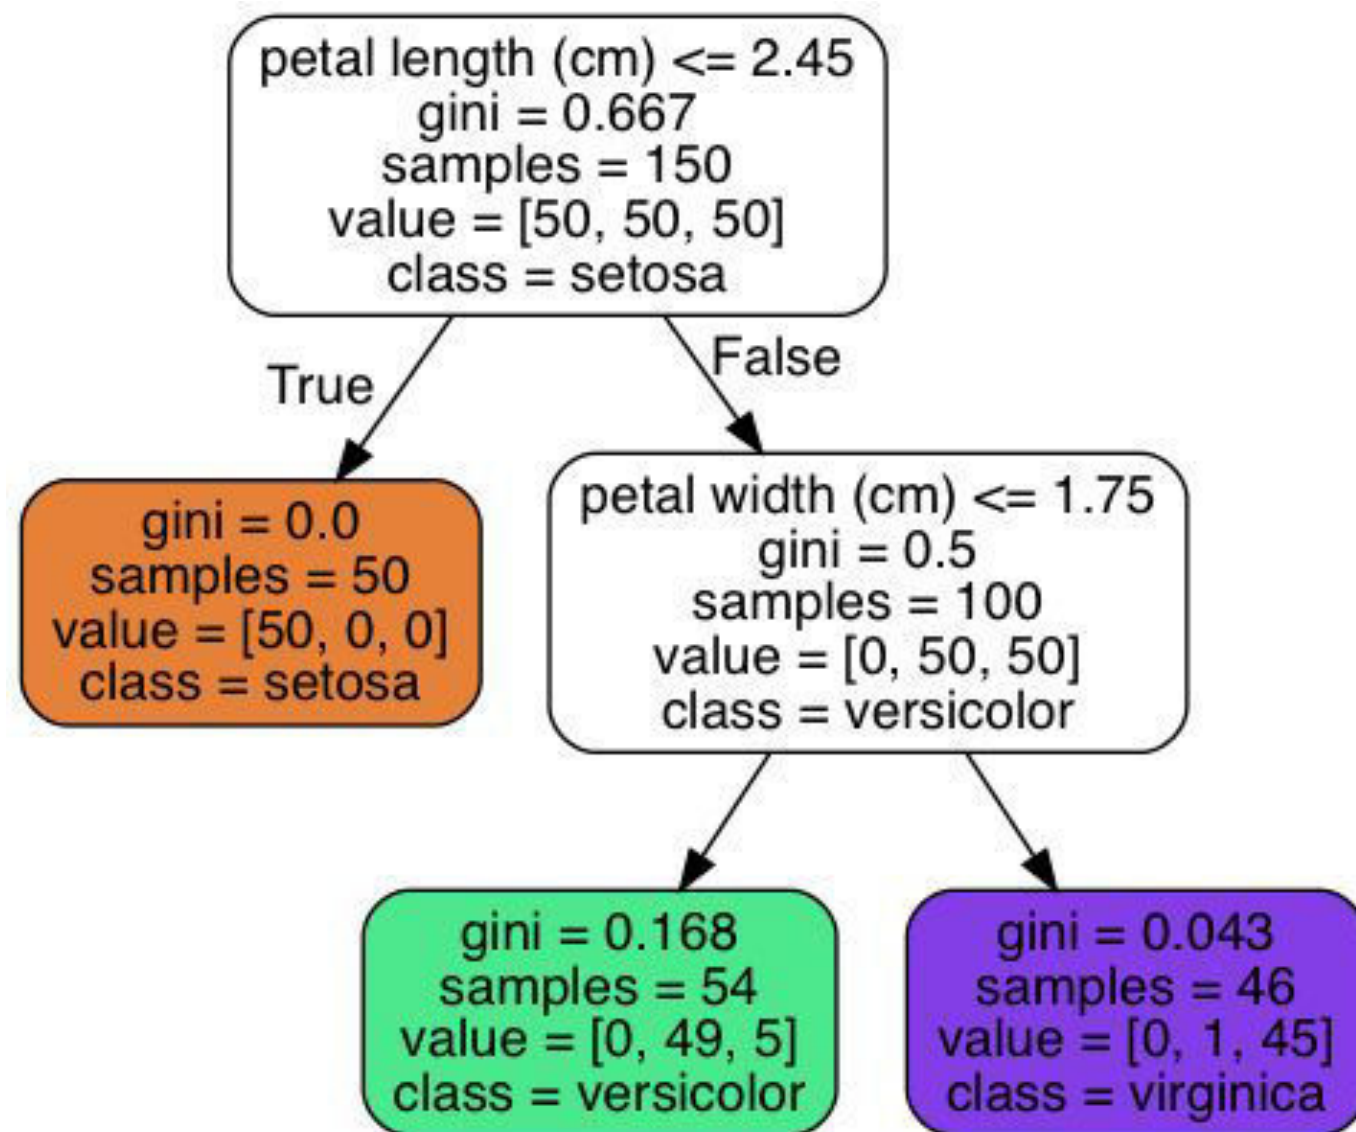 petal length (cm) <= 2.45
gini = 0.667
samples = 150
value = [50, 50, 50]
class = setosa
True
False
gini = 0.0
samples = 50
value = [50, 0, 0]
class = setosa
petal width (cm) <= 1.75
gini = 0.5
samples = 100
value = [0, 50, 50]
class = versicolor
gini = 0.168
samples = 54
value = [0, 49, 5]
class = versicolor
gini = 0.043
samples = 46
value = [0, 1, 45]
class = virginica